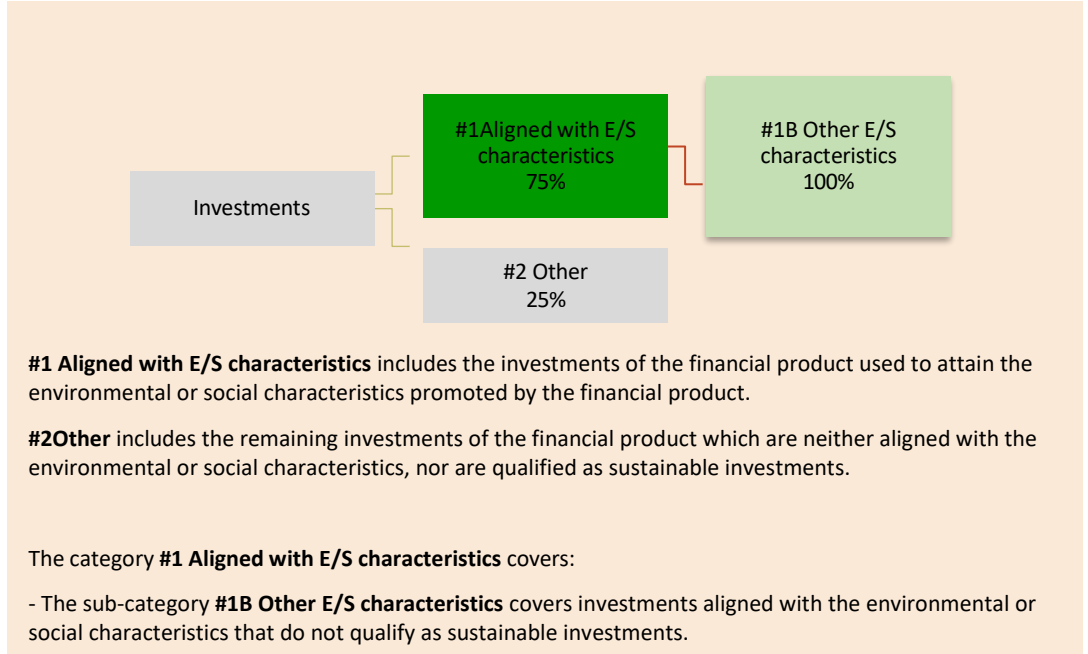 #1Aligned with E/S
characteristics
75%
#1B Other E/S
characteristics
100%
Investments
#2 Other
25%
#1 Aligned with E/S characteristics includes the investments of the financial product used to attain the
environmental or social characteristics promoted by the financial product.
#2Other includes the remaining investments of the financial product which are neither aligned with the
environmental or social characteristics, nor are qualified as sustainable investments.
The category #1 Aligned with E/S characteristics covers:
- The sub-category #1B Other E/S characteristics covers investments aligned with the environmental or
social characteristics that do not qualify as sustainable investments.